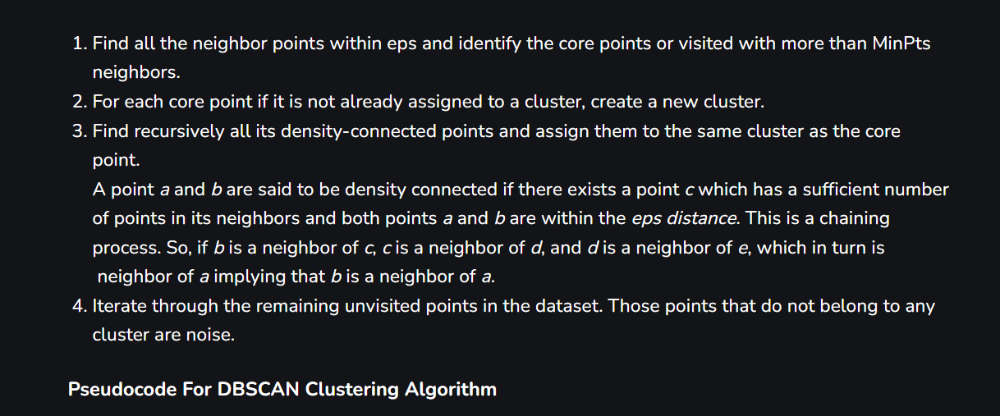 1. Find all the neighbor points within eps and identify the core points or visited with more than MinPts
neighbors.
2. For each core point if it is not already assigned to a cluster, create a new cluster.
3. Find recursively all its density-connected points and assign them to the same cluster as the core
point.
A point a and b are said to be density connected if there exists a point c which has a sufficient number
of points in its neighbors and both points a and b are within the eps distance. This is a chaining
process. So, if b is a neighbor of c, c is a neighbor of d, and d is a neighbor of e, which in turn is
neighbor of a implying that b is a neighbor of a.
4. Iterate through the remaining unvisited points in the dataset. Those points that do not belong to any
cluster are noise.
Pseudocode For DBSCAN Clustering Algorithm